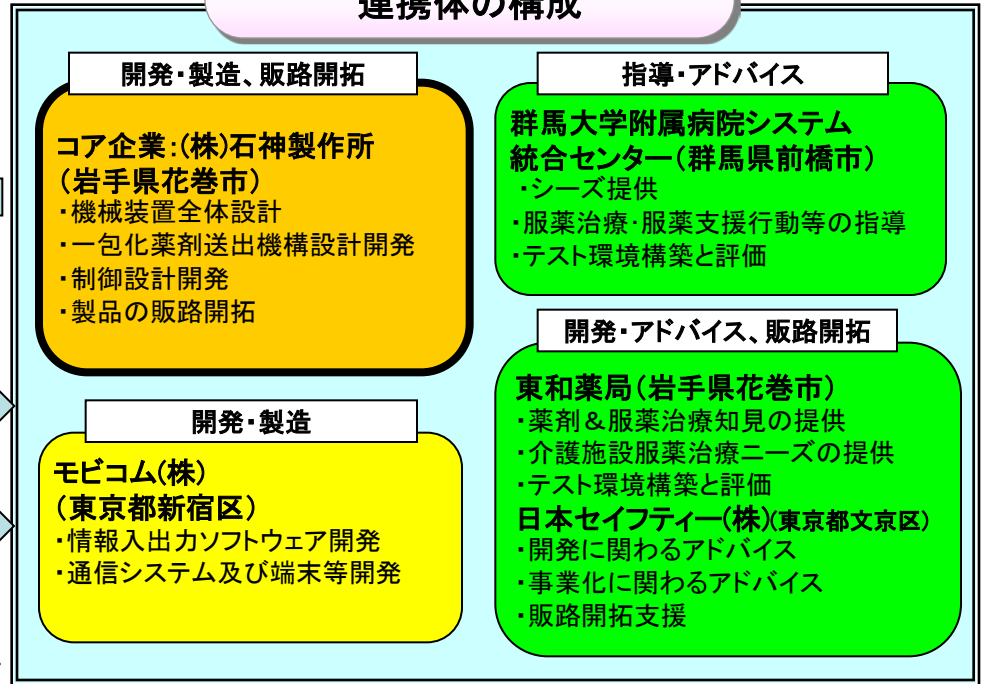 連携体の構成
開発・製造、販路開拓
コア企業:(株)石神製作所
(岩手県花巻市)
・機械装置全体設計
・一包化薬剤送出機構設計開発
・制御設計開発
・製品の販路開拓
開発・製造
モビコム(株)
(東京都新宿区)
・情報入出力ソフトウェア開発
・通信システム及び端末等開発
指導・アドバイス
群馬大学附属病院システム
統合センター(群馬県前橋市)
・シーズ提供
・服薬治療・服薬支援行動等の指導
・テスト環境構築と評価
開発・アドバイス、販路開拓
東和薬局(岩手県花巻市)
・薬剤&服薬治療知見の提供
・介護施設服薬治療ニーズの提供
・テスト環境構築と評価
日本セイフティー(株)(東京都文京区)
・開発に関わるアドバイス
・事業化に関わるアドバイス
・販路開拓支援